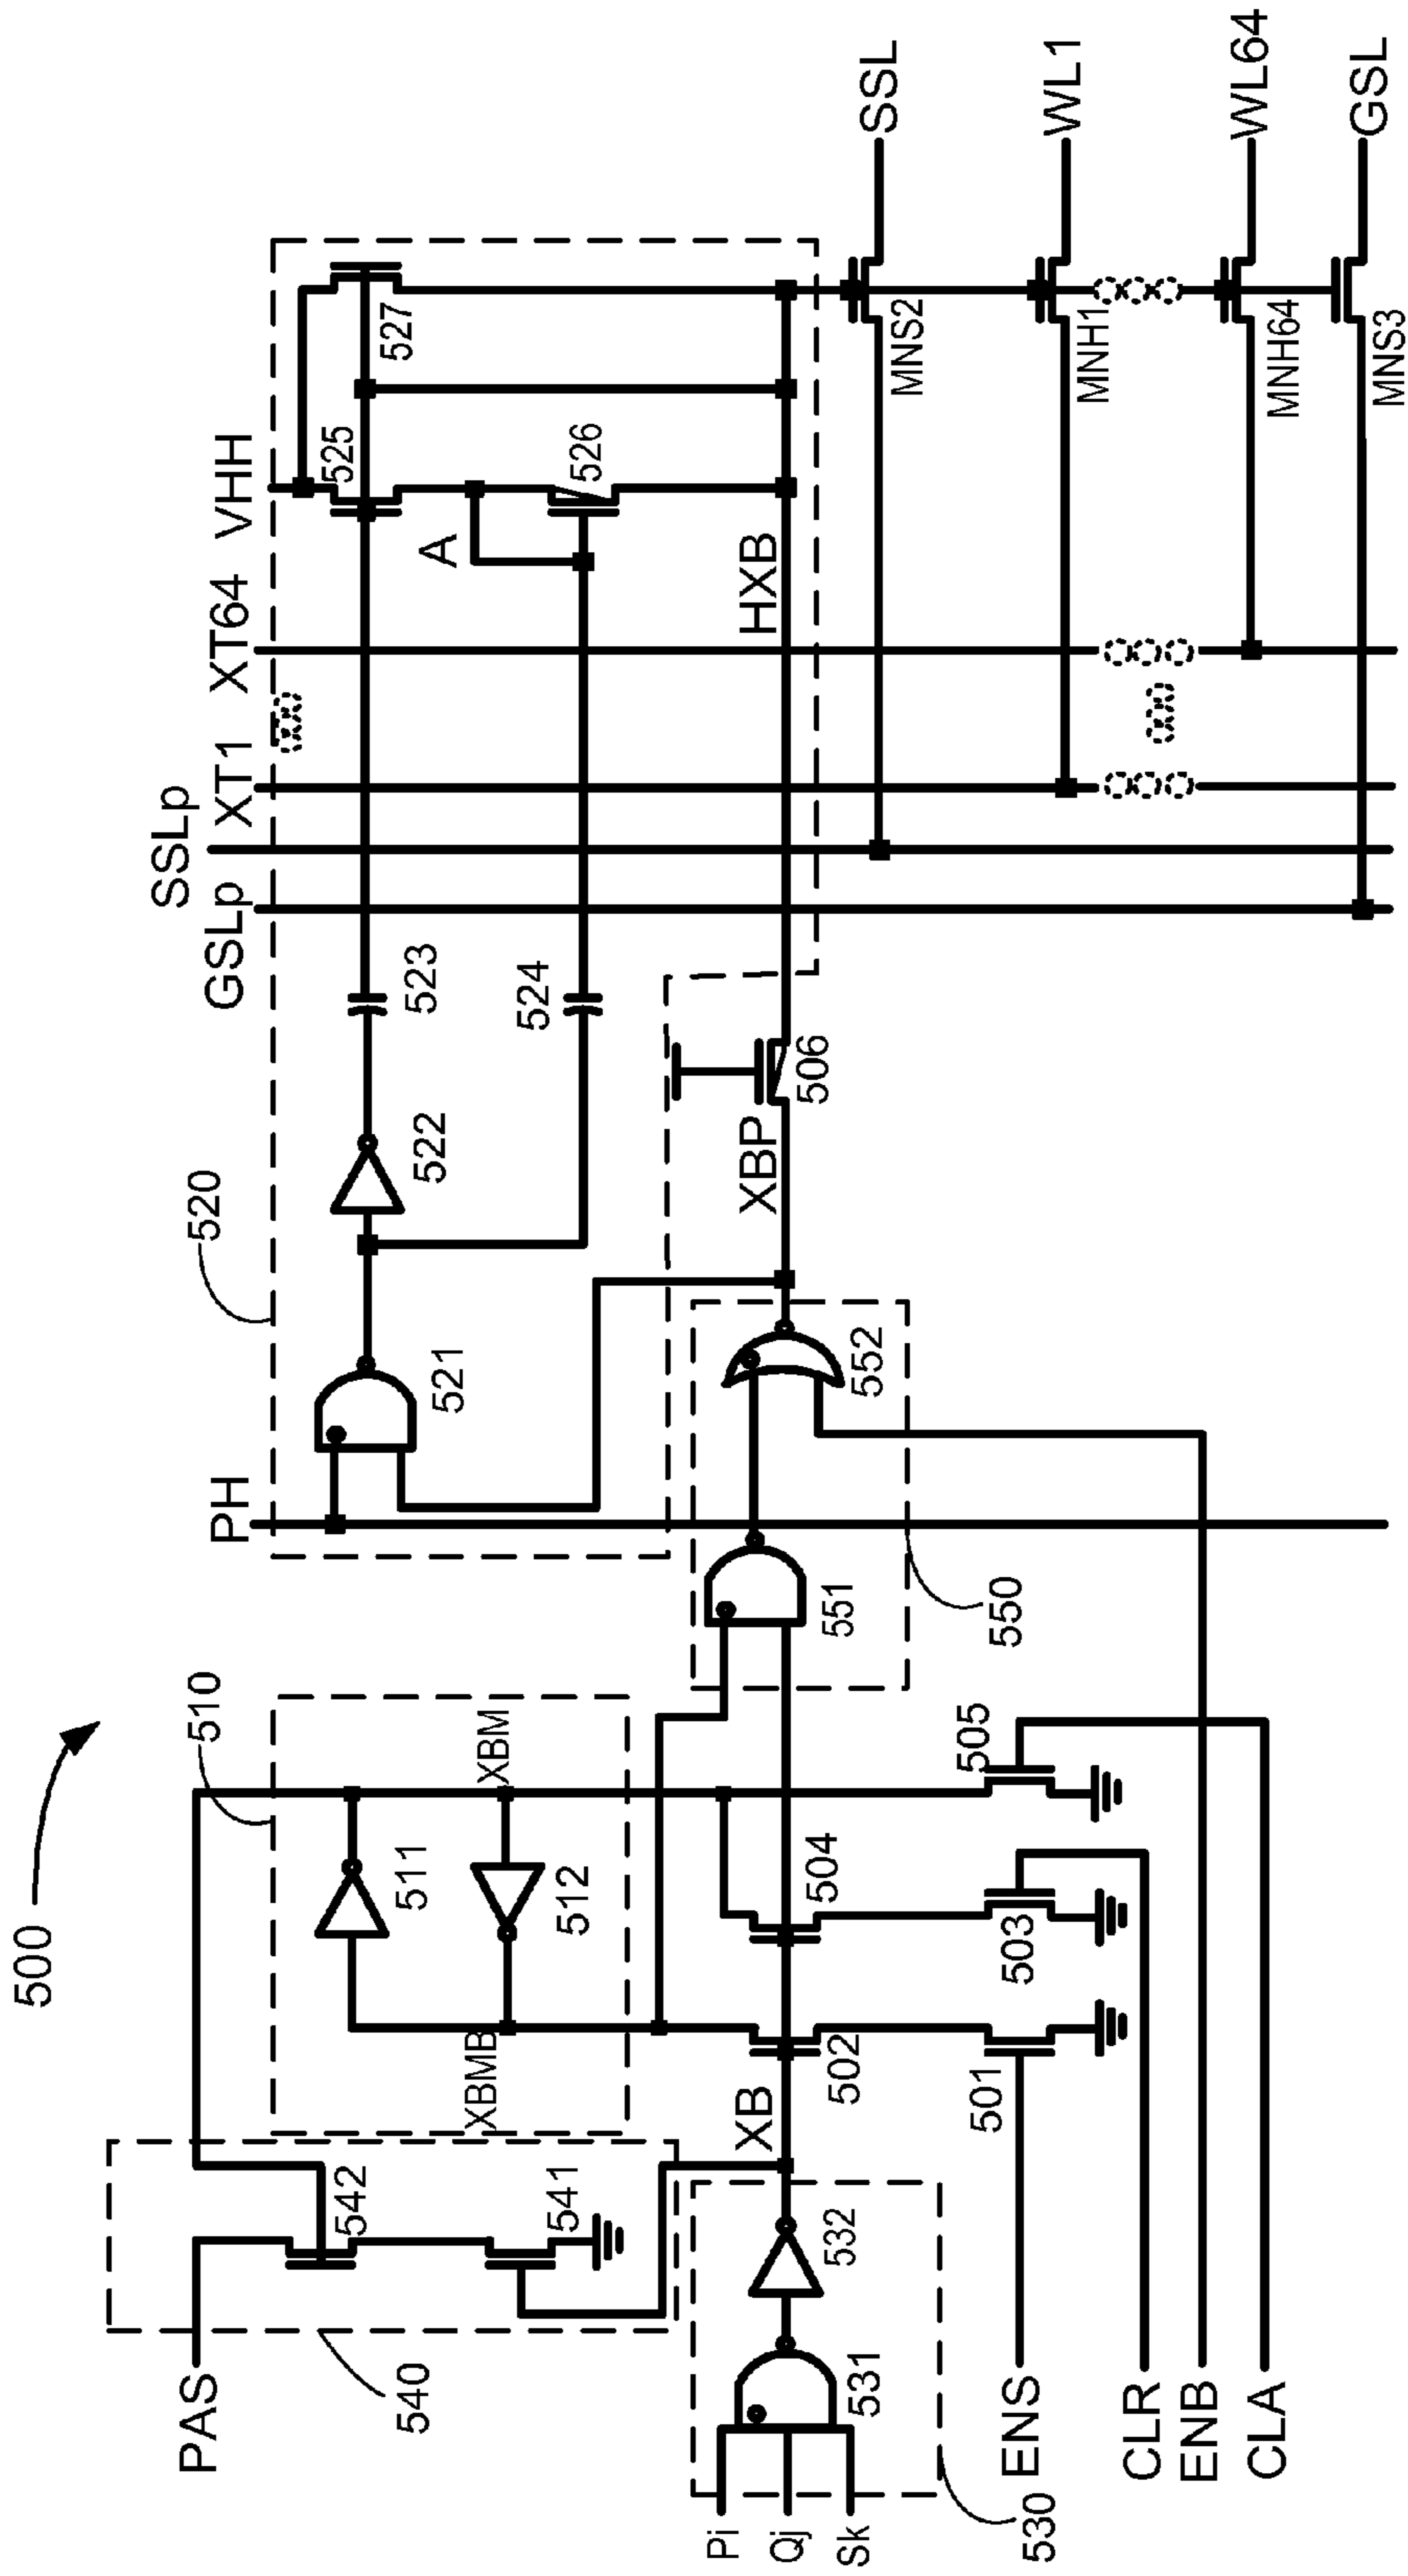 500
PAS
540
542
541
510
511
512
XBMB
XBM
XB
Pi
Qj
Sk
530
531
532
502
504
501
503
505
ENS
CLR
ENB
CLA
PH
550
551
552
520
521
522
523
524
XBP
506
GSLp
SSLp
XT1
XT64
VHH
525
A
526
527
HXB
MNS2
SSL
MNH1
WL1
MNH64
WL64
MNS3
GSL